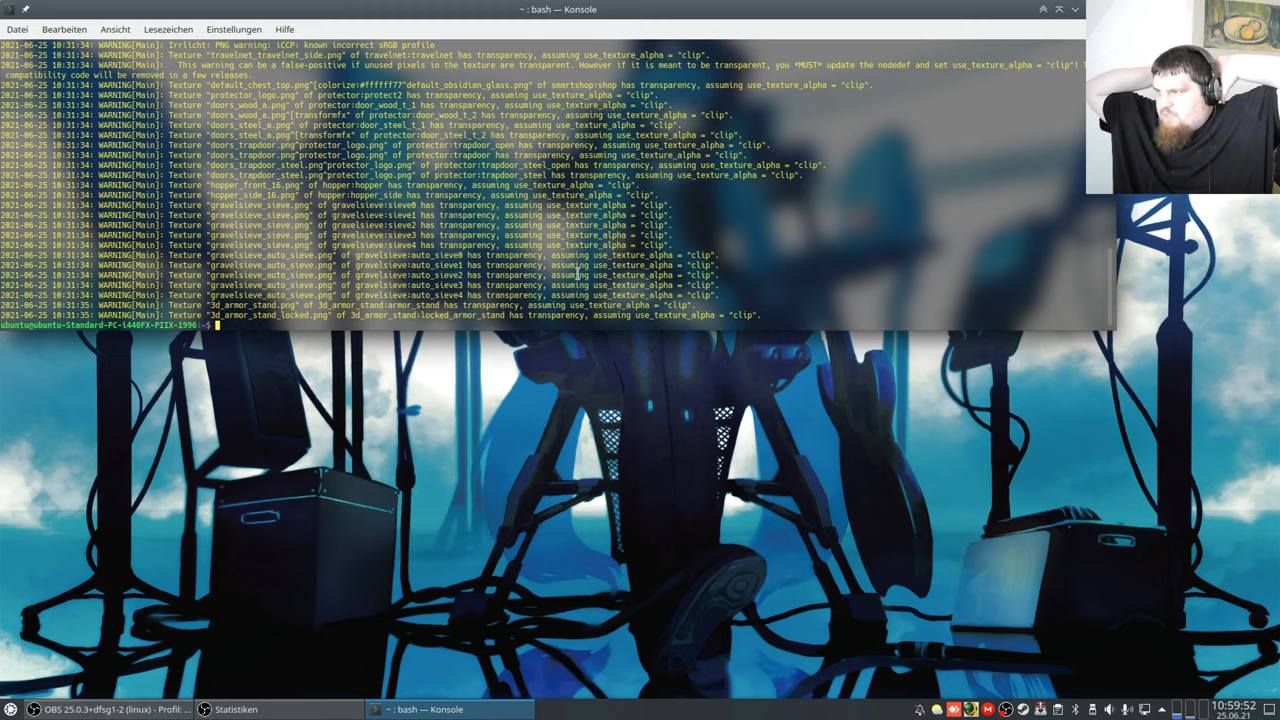 ~ : bash — Konsole
Datei Bearbeiten Ansicht Lesezeichen Einstellungen Hilfe
2021-06-25 10:31:34: WARNING[Main]: Irrlicht: PNG warning: iCCP: known incorrect sRGB profile
2021-06-25 10:31:34: WARNING[Main]: Texture "travelnet_travelnet_side.png" of travelnet:travelnet has transparency, assuming use_texture_alpha = "clip".
2021-06-25 10:31:34: WARNING[Main]:   This warning can be a false-positive if unused pixels in the texture are transparent. However if it is meant to be transparent, you *MUST* update the nodedef and set use_texture_alpha = "clip"! T
compatibility code will be removed in a few releases.
2021-06-25 10:31:34: WARNING[Main]: Texture "default_chest_top.png^[colorize:#ffffff77^default_obsidian_glass.png" of smartshop:shop has transparency, assuming use_texture_alpha = "clip".
2021-06-25 10:31:34: WARNING[Main]: Texture "protector_logo.png" of protector:protect2 has transparency, assuming use_texture_alpha = "clip".
2021-06-25 10:31:34: WARNING[Main]: Texture "doors_wood_a.png" of protector:door_wood_t_1 has transparency, assuming use_texture_alpha = "clip".
2021-06-25 10:31:34: WARNING[Main]: Texture "doors_wood_a.png^[transformfx" of protector:door_wood_t_2 has transparency, assuming use_texture_alpha = "clip".
2021-06-25 10:31:34: WARNING[Main]: Texture "doors_steel_a.png" of protector:door_steel_t_1 has transparency, assuming use_texture_alpha = "clip".
2021-06-25 10:31:34: WARNING[Main]: Texture "doors_steel_a.png^[transformfx" of protector:door_steel_t_2 has transparency, assuming use_texture_alpha = "clip".
2021-06-25 10:31:34: WARNING[Main]: Texture "doors_trapdoor.png^protector_logo.png" of protector:trapdoor_open has transparency, assuming use_texture_alpha = "clip".
2021-06-25 10:31:34: WARNING[Main]: Texture "doors_trapdoor.png^protector_logo.png" of protector:trapdoor has transparency, assuming use_texture_alpha = "clip".
2021-06-25 10:31:34: WARNING[Main]: Texture "doors_trapdoor_steel.png^protector_logo.png" of protector:trapdoor_steel_open has transparency, assuming use_texture_alpha = "clip".
2021-06-25 10:31:34: WARNING[Main]: Texture "doors_trapdoor_steel.png^protector_logo.png" of protector:trapdoor_steel has transparency, assuming use_texture_alpha = "clip".
2021-06-25 10:31:34: WARNING[Main]: Texture "hopper_front_16.png" of hopper:hopper has transparency, assuming use_texture_alpha = "clip".
2021-06-25 10:31:34: WARNING[Main]: Texture "hopper_side_16.png" of hopper:hopper_side has transparency, assuming use_texture_alpha = "clip".
2021-06-25 10:31:34: WARNING[Main]: Texture "gravelsieve_sieve.png" of gravelsieve:sieve0 has transparency, assuming use_texture_alpha = "clip".
2021-06-25 10:31:34: WARNING[Main]: Texture "gravelsieve_sieve.png" of gravelsieve:sieve1 has transparency, assuming use_texture_alpha = "clip".
2021-06-25 10:31:34: WARNING[Main]: Texture "gravelsieve_sieve.png" of gravelsieve:sieve2 has transparency, assuming use_texture_alpha = "clip".
2021-06-25 10:31:34: WARNING[Main]: Texture "gravelsieve_sieve.png" of gravelsieve:sieve3 has transparency, assuming use_texture_alpha = "clip".
2021-06-25 10:31:34: WARNING[Main]: Texture "gravelsieve_sieve.png" of gravelsieve:sieve4 has transparency, assuming use_texture_alpha = "clip".
2021-06-25 10:31:34: WARNING[Main]: Texture "gravelsieve_auto_sieve.png" of gravelsieve:auto_sieve0 has transparency, assuming use_texture_alpha = "clip".
2021-06-25 10:31:34: WARNING[Main]: Texture "gravelsieve_auto_sieve.png" of gravelsieve:auto_sieve1 has transparency, assuming use_texture_alpha = "clip".
2021-06-25 10:31:34: WARNING[Main]: Texture "gravelsieve_auto_sieve.png" of gravelsieve:auto_sieve2 has transparency, assuming use_texture_alpha = "clip".
2021-06-25 10:31:34: WARNING[Main]: Texture "gravelsieve_auto_sieve.png" of gravelsieve:auto_sieve3 has transparency, assuming use_texture_alpha = "clip".
2021-06-25 10:31:34: WARNING[Main]: Texture "gravelsieve_auto_sieve.png" of gravelsieve:auto_sieve4 has transparency, assuming use_texture_alpha = "clip".
2021-06-25 10:31:35: WARNING[Main]: Texture "3d_armor_stand.png" of 3d_armor_stand:armor_stand has transparency, assuming use_texture_alpha = "clip".
2021-06-25 10:31:35: WARNING[Main]: Texture "3d_armor_stand_locked.png" of 3d_armor_stand:locked_armor_stand has transparency, assuming use_texture_alpha = "clip".
ubuntu@ubuntu-Standard-PC-i440FX-PIIX-1996:~$
OBS 25.0.3+dfsg1-2 (linux) - Profil: ... Statistiken ~ : bash — Konsole 10:59:52
25.06.21